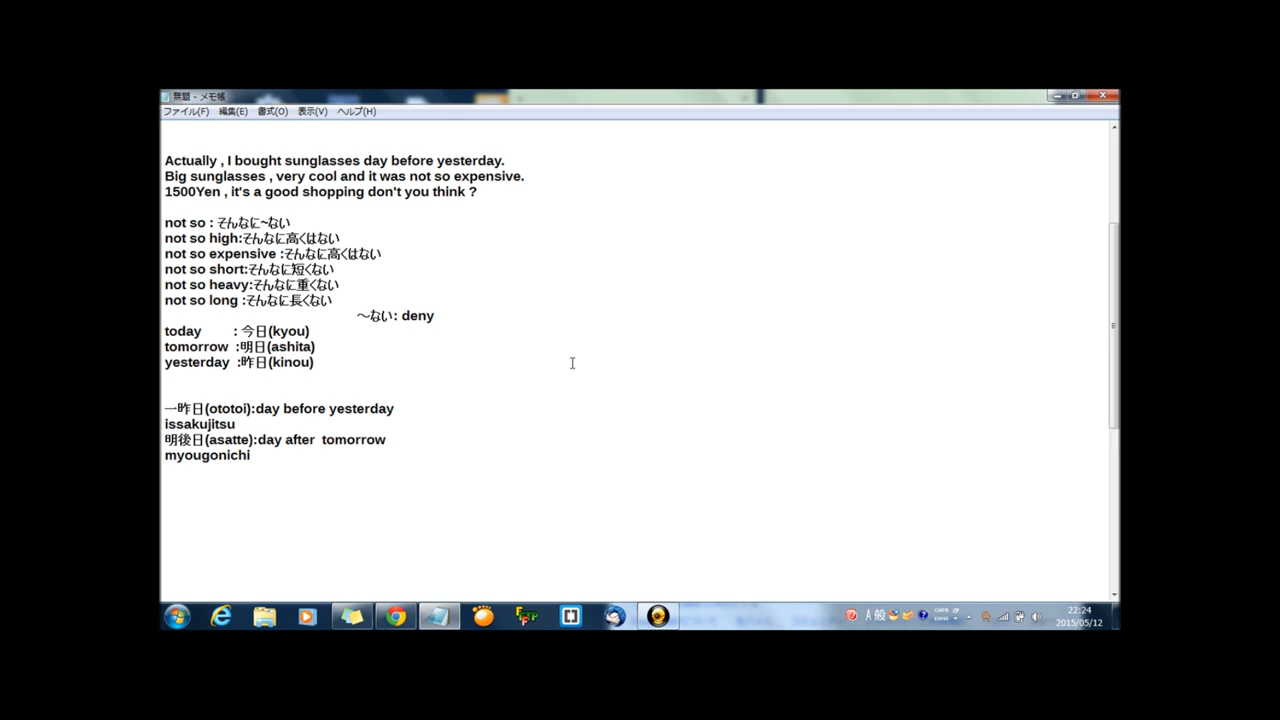 無題 - メモ帳
ファイル(F) 編集(E) 書式(O) 表示(V) ヘルプ(H)
Actually , I bought sunglasses day before yesterday.
Big sunglasses , very cool and it was not so expensive.
1500Yen , it's a good shopping don't you think ?
not so : そんなに~ない
not so high:そんなに高くはない
not so expensive :そんなに高くはない
not so short:そんなに短くない
not so heavy:そんなに重くない
not so long :そんなに長くない
～ない: deny
today : 今日(kyou)
tomorrow :明日(ashita)
yesterday :昨日(kinou)
一昨日(ototoi):day before yesterday
issakujitsu
明後日(asatte):day after tomorrow
myougonichi
A 般 CAPS
22:24
2015/05/12